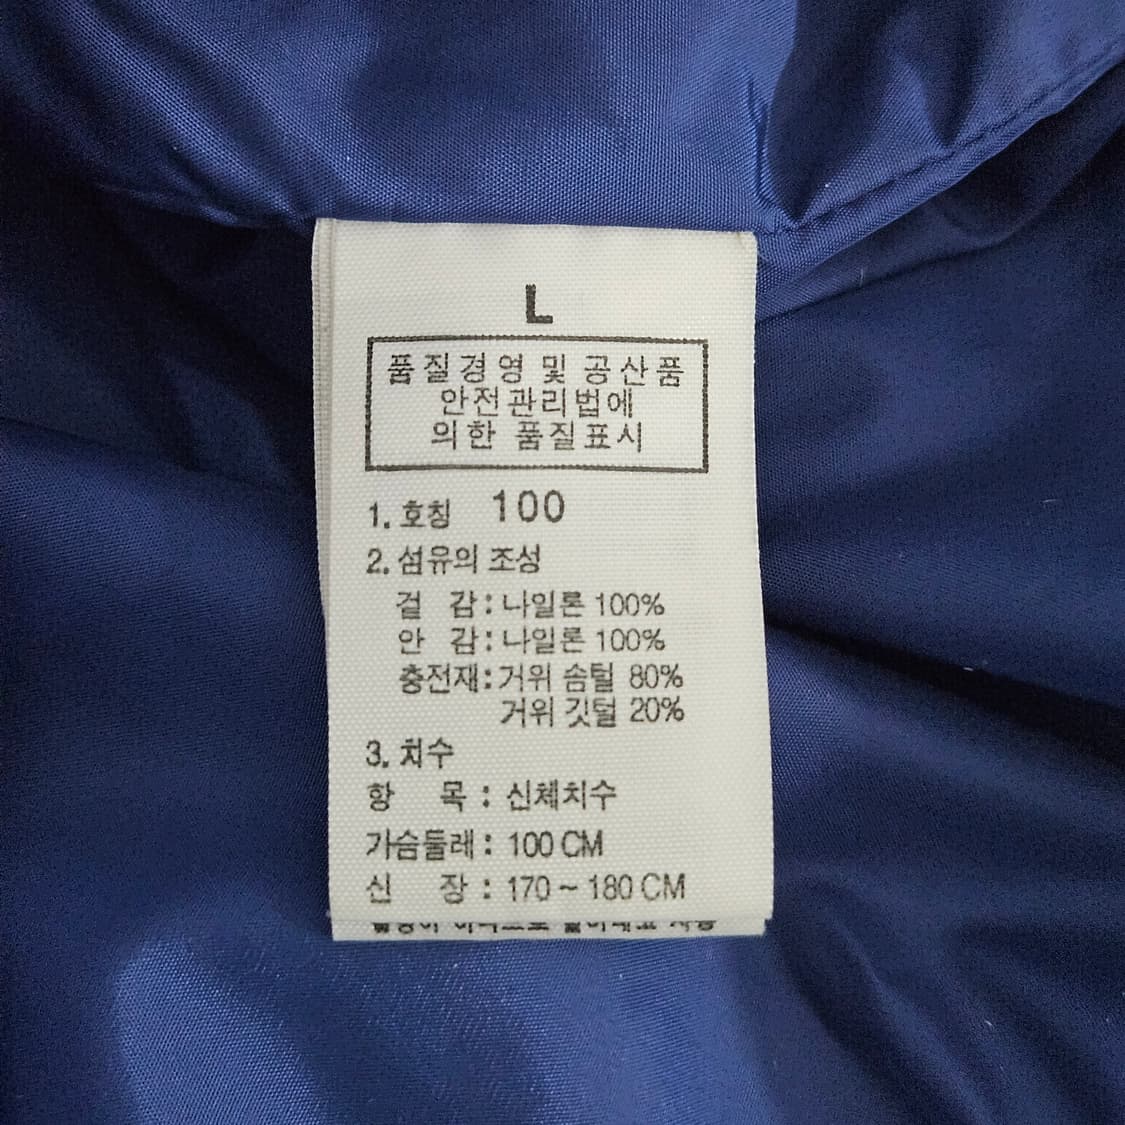 L
품질경영 및 공산품
안전관리법에
의한 품질표시
1. 호칭 100
2. 섬유의 조성
걸 감 : 나일론 100%
안 감 : 나일론 100%
충전재 : 거위 솜털 80%
거위 깃털 20%
3. 치수
항 목 : 신체치수
가슴둘레 : 100 CM
신 장 : 170 ~ 180 CM